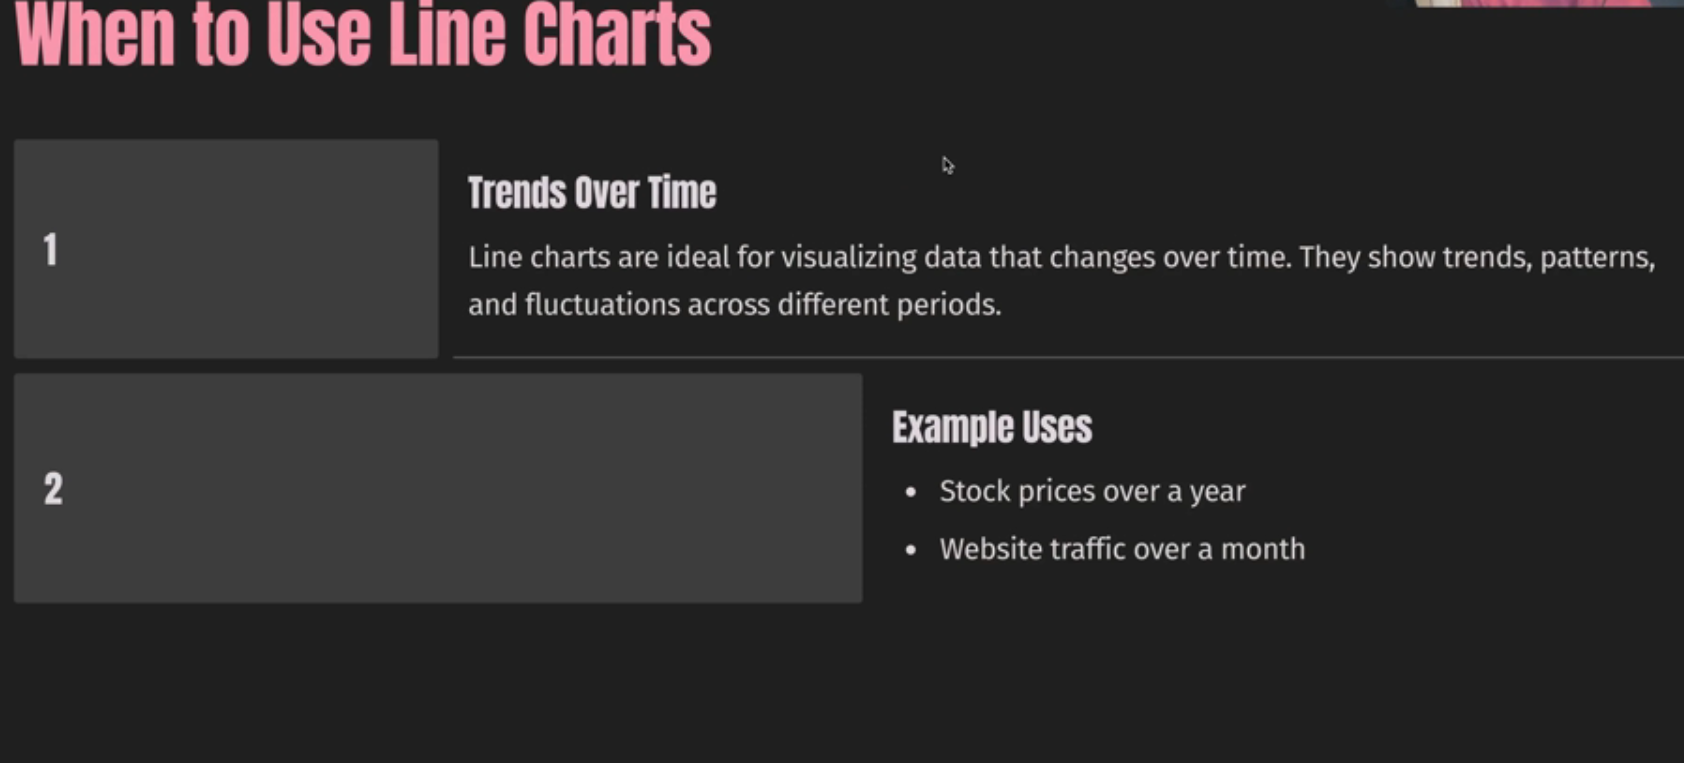 When to Use Line Charts
1
Trends Over Time
Line charts are ideal for visualizing data that changes over time. They show trends, patterns,
and fluctuations across different periods.
2
Example Uses
• Stock prices over a year
• Website traffic over a month